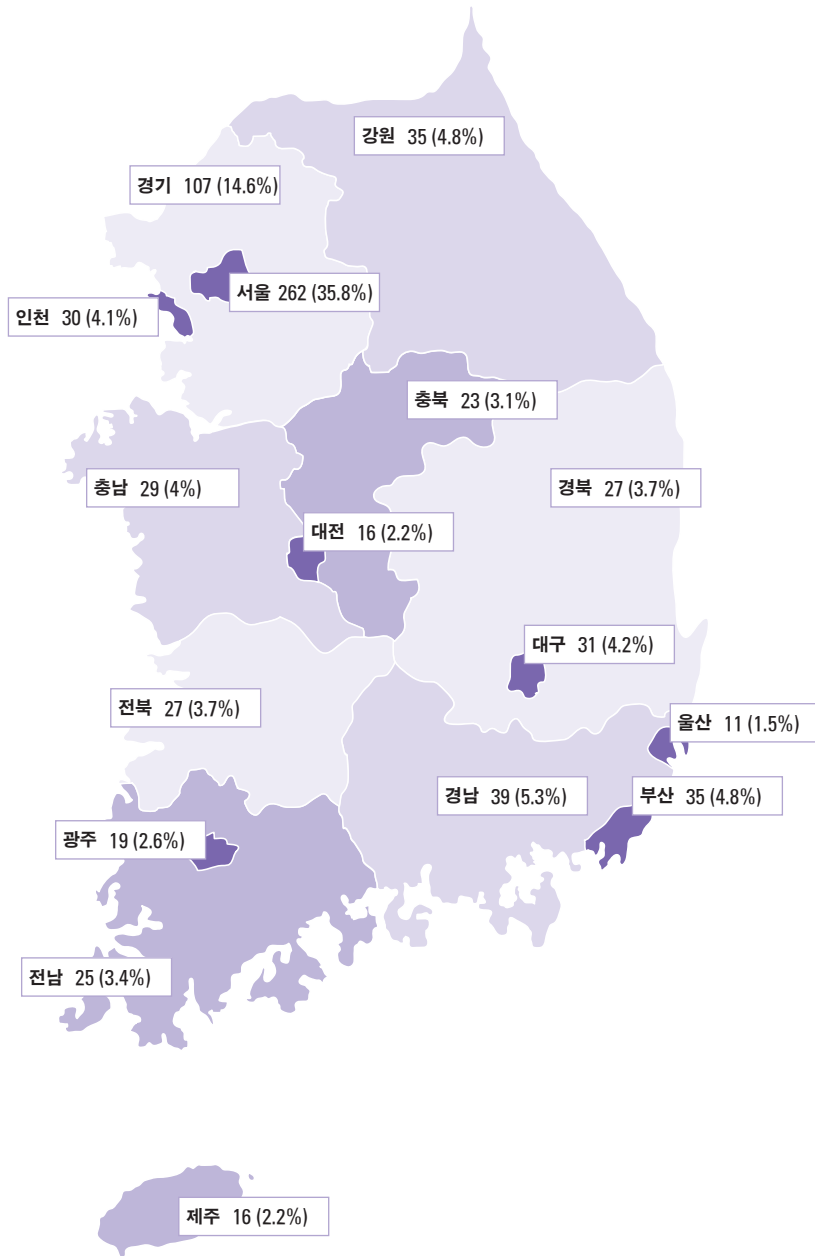 강원 35 (4.8%)
경기 107 (14.6%)
서울 262 (35.8%)
인천 30 (4.1%)
충북 23 (3.1%)
충남 29 (4%)
경북 27 (3.7%)
대전 16 (2.2%)
대구 31 (4.2%)
전북 27 (3.7%)
울산 11 (1.5%)
경남 39 (5.3%)
부산 35 (4.8%)
광주 19 (2.6%)
전남 25 (3.4%)
제주 16 (2.2%)